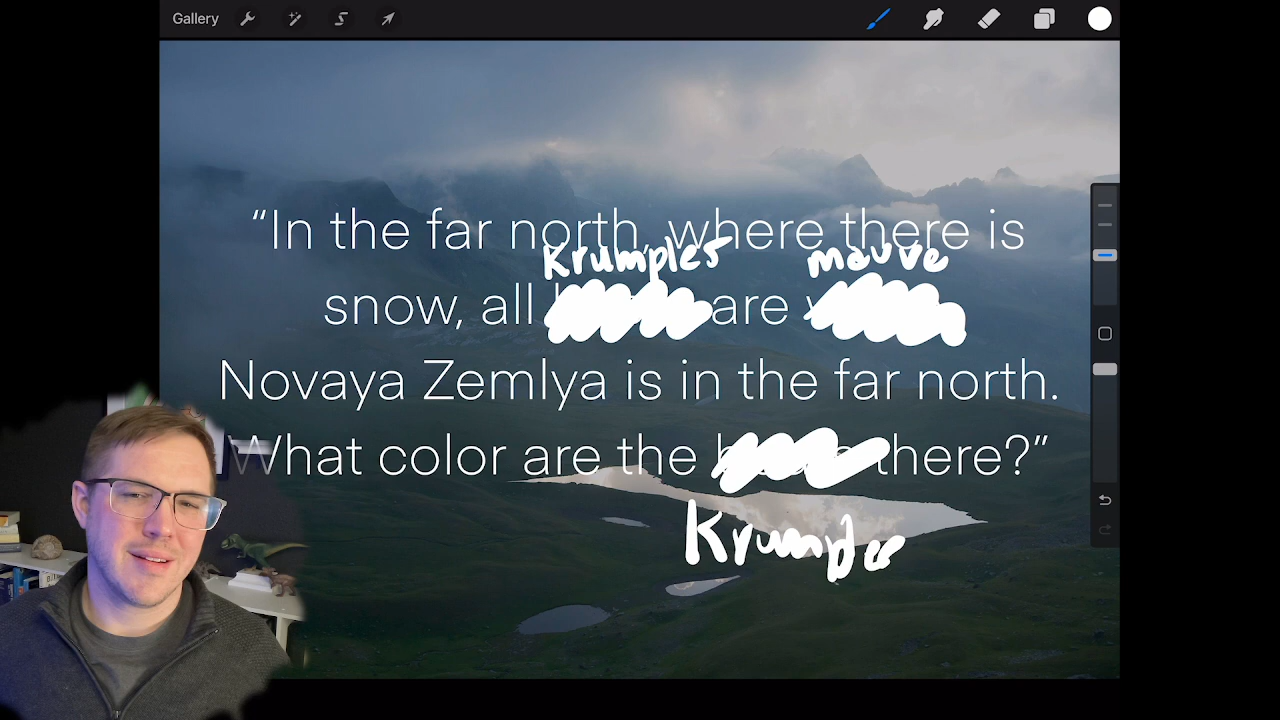 Gallery
“In the far north, where there is
Krumples mauve
snow, all are
Novaya Zemlya is in the far north.
What color are the there?”